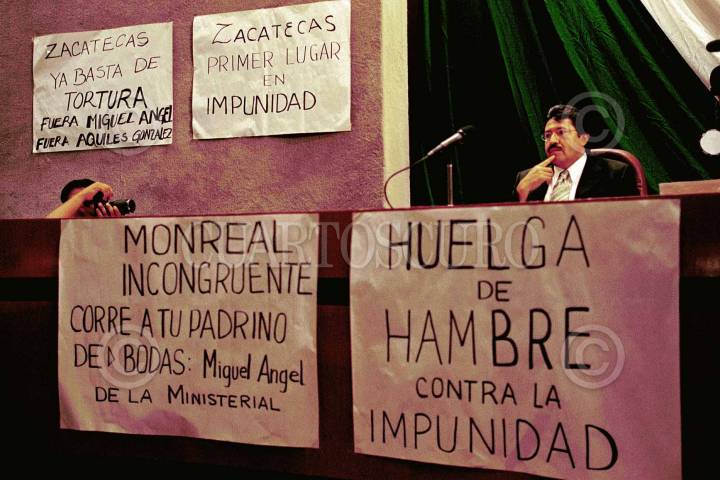 ZACATECAS
YA BASTA DE
TORTURA
FUERA MIGUEL ANGEL
FUERA AQUILES GONZALEZ
ZACATECAS
PRIMER LUGAR
EN
IMPUNIDAD
MONREAL
INCONGRUENTE
CORRE A TU PADRINO
DE BODAS: Miguel Angel
DE LA MINISTERIAL
HUELGA
DE
HAMBRE
CONTRA LA
IMPUNIDAD
CUARTOSCURO